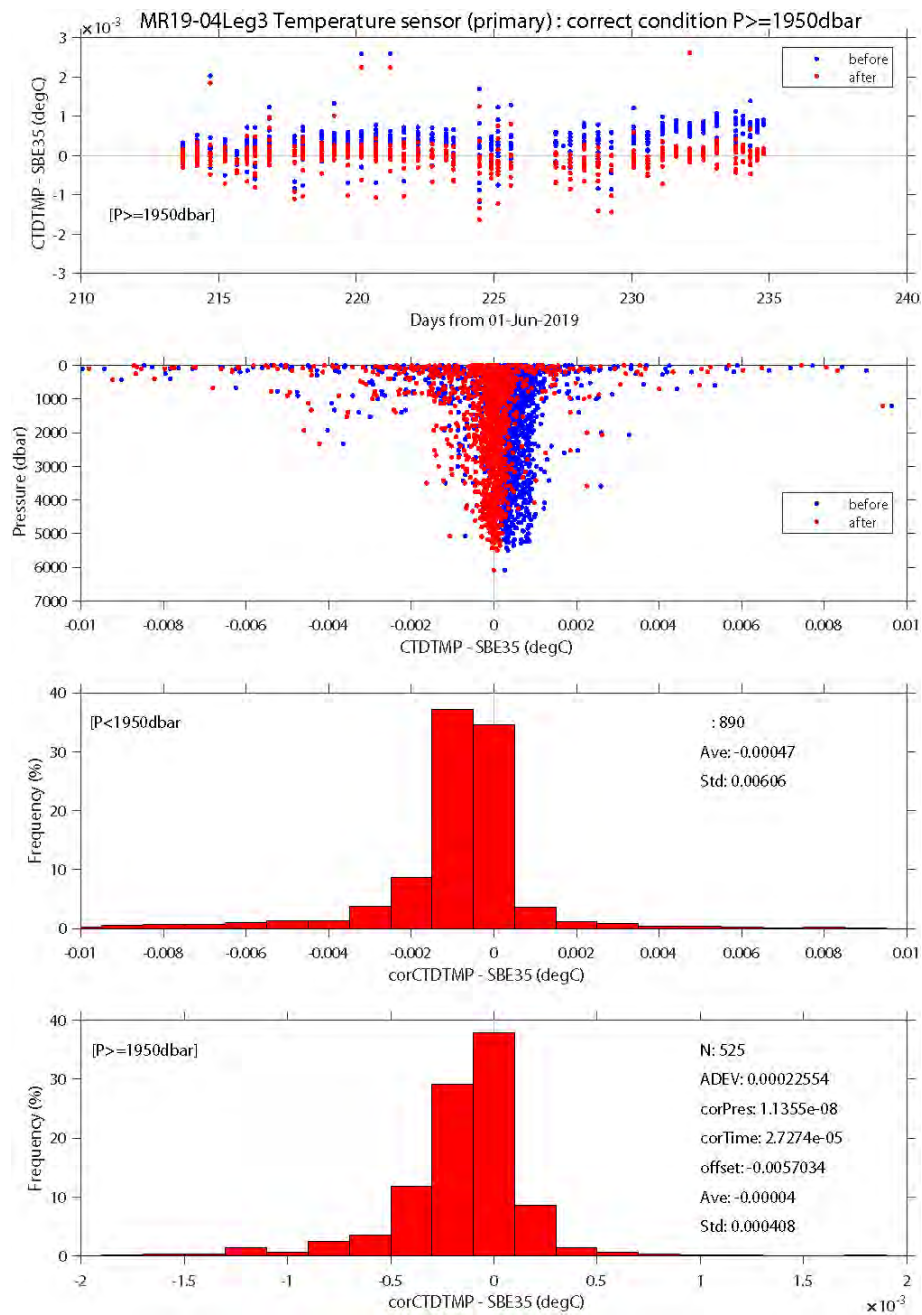 MR19-04Leg3 Temperature sensor (primary) : correct condition P>=1950dbar
×10⁻³
3
2
1
0
-1
-2
-3
CTDTMP - SBE35 (degC)
before
after
[P>=1950dbar]
210 215 220 225 230 235 240
Days from 01-Jun-2019
0
1000
2000
3000
4000
5000
6000
7000
Pressure (dbar)
before
after
-0.01 -0.008 -0.006 -0.004 -0.002 0 0.002 0.004 0.006 0.008 0.01
CTDTMP - SBE35 (degC)
40
30
20
10
0
Frequency (%)
[P<1950dbar
: 890
Ave: -0.00047
Std: 0.00606
-0.01 -0.008 -0.006 -0.004 -0.002 0 0.002 0.004 0.006 0.008 0.01
corCTDTMP - SBE35 (degC)
40
30
20
10
0
Frequency (%)
[P>=1950dbar]
N: 525
ADEV: 0.00022554
corPres: 1.1355e-08
corTime: 2.7274e-05
offset: -0.0057034
Ave: -0.00004
Std: 0.000408
-2 -1.5 -1 -0.5 0 0.5 1 1.5 2
corCTDTMP - SBE35 (degC)
×10⁻³